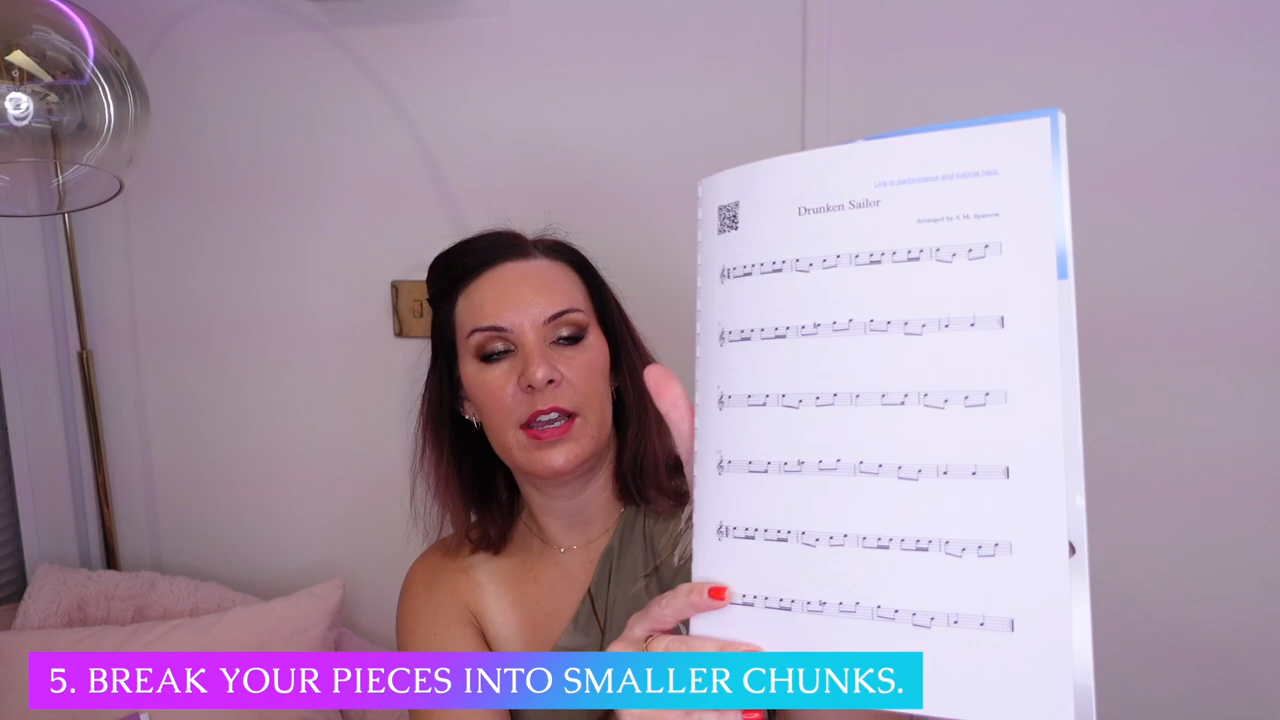 Link to performance and tutorial here.
Drunken Sailor
Arranged by A.M. Sparrow
5. BREAK YOUR PIECES INTO SMALLER CHUNKS.